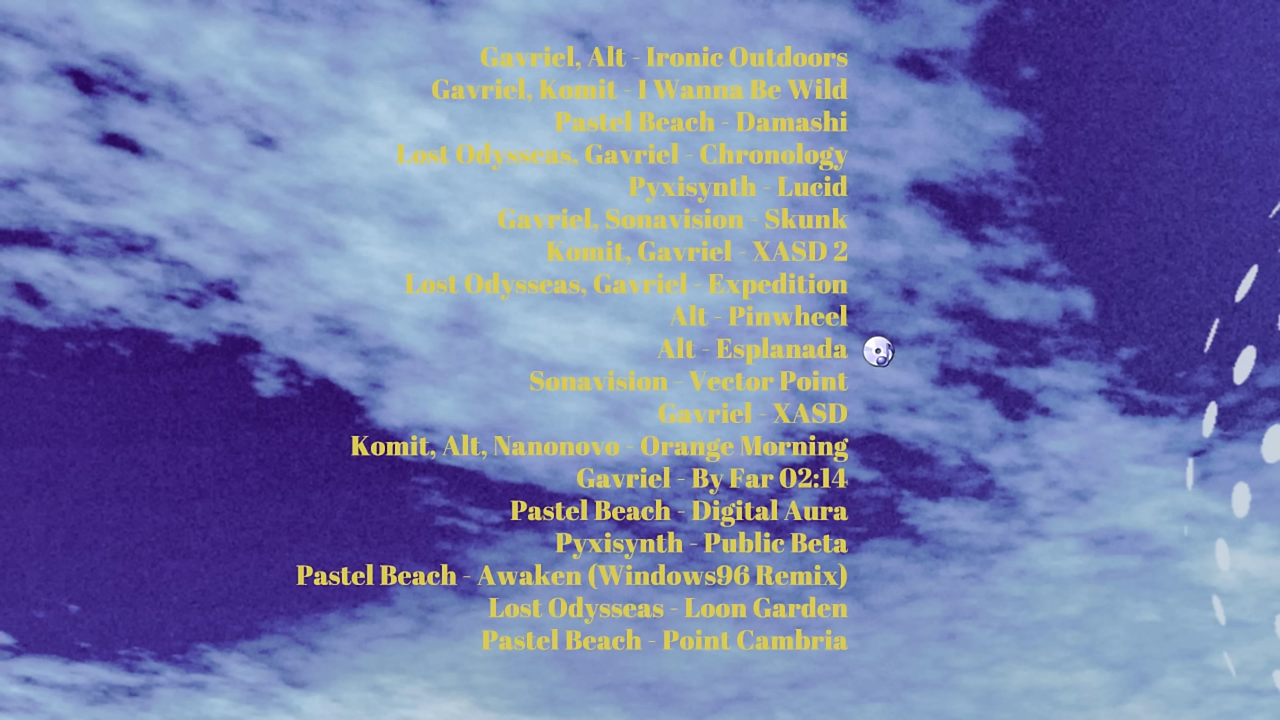 Gavriel, Alt - Ironic Outdoors
Gavriel, Komit - I Wanna Be Wild
Pastel Beach - Damashi
Lost Odysseas, Gavriel - Chronology
Pyxisynth - Lucid
Gavriel, Sonavision - Skunk
Komit, Gavriel - XASD 2
Lost Odysseas, Gavriel - Expedition
Alt - Pinwheel
Alt - Esplanada
Sonavision - Vector Point
Gavriel - XASD
Komit, Alt, Nanonovo - Orange Morning
Gavriel - By Far 02:14
Pastel Beach - Digital Aura
Pyxisynth - Public Beta
Pastel Beach - Awaken (Windows96 Remix)
Lost Odysseas - Loon Garden
Pastel Beach - Point Cambria